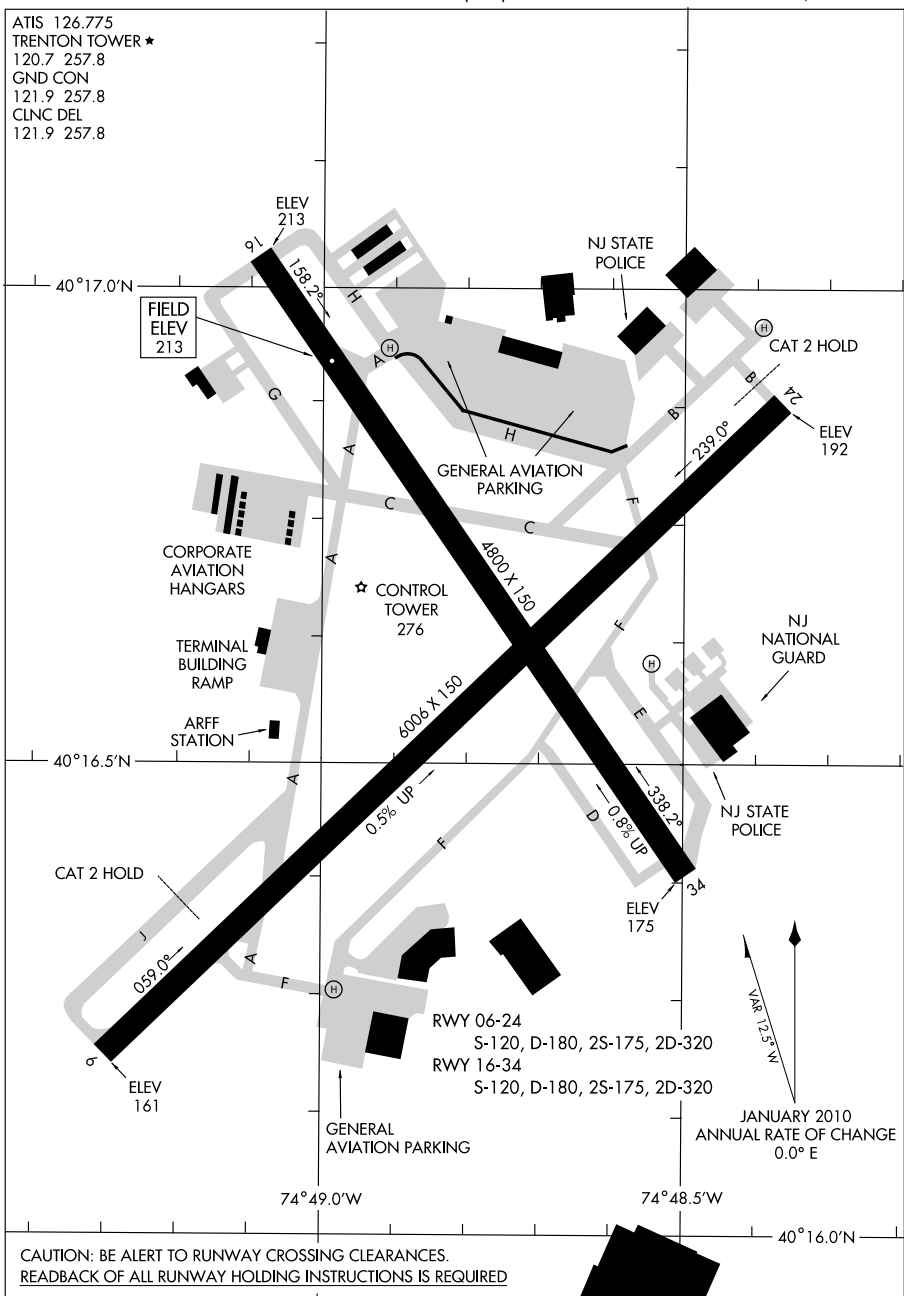 ATIS 126.775
TRENTON TOWER ★
120.7 257.8
GND CON
121.9 257.8
CLNC DEL
121.9 257.8
ELEV
213
16
NJ STATE
POLICE
158.2°
H
40°17.0'N
FIELD
ELEV
213
H
H
CAT 2 HOLD
A
B
24
G
B
H
239.0°
ELEV
192
A
GENERAL AVIATION
PARKING
F
C
C
CORPORATE
AVIATION
HANGARS
A
4800 X 150
CONTROL
TOWER
276
F
NJ
NATIONAL
GUARD
TERMINAL
BUILDING
RAMP
H
6006 X 150
E
ARFF
STATION
40°16.5'N
A
0.5% UP
338.2°
0.8% UP
D
NJ STATE
POLICE
F
CAT 2 HOLD
34
ELEV
175
J
059.0°
A
F
H
VAR 12.5° W
RWY 06-24
S-120, D-180, 2S-175, 2D-320
RWY 16-34
S-120, D-180, 2S-175, 2D-320
6
ELEV
161
GENERAL
AVIATION PARKING
JANUARY 2010
ANNUAL RATE OF CHANGE
0.0° E
74°49.0'W
74°48.5'W
40°16.0'N
CAUTION: BE ALERT TO RUNWAY CROSSING CLEARANCES.
READBACK OF ALL RUNWAY HOLDING INSTRUCTIONS IS REQUIRED